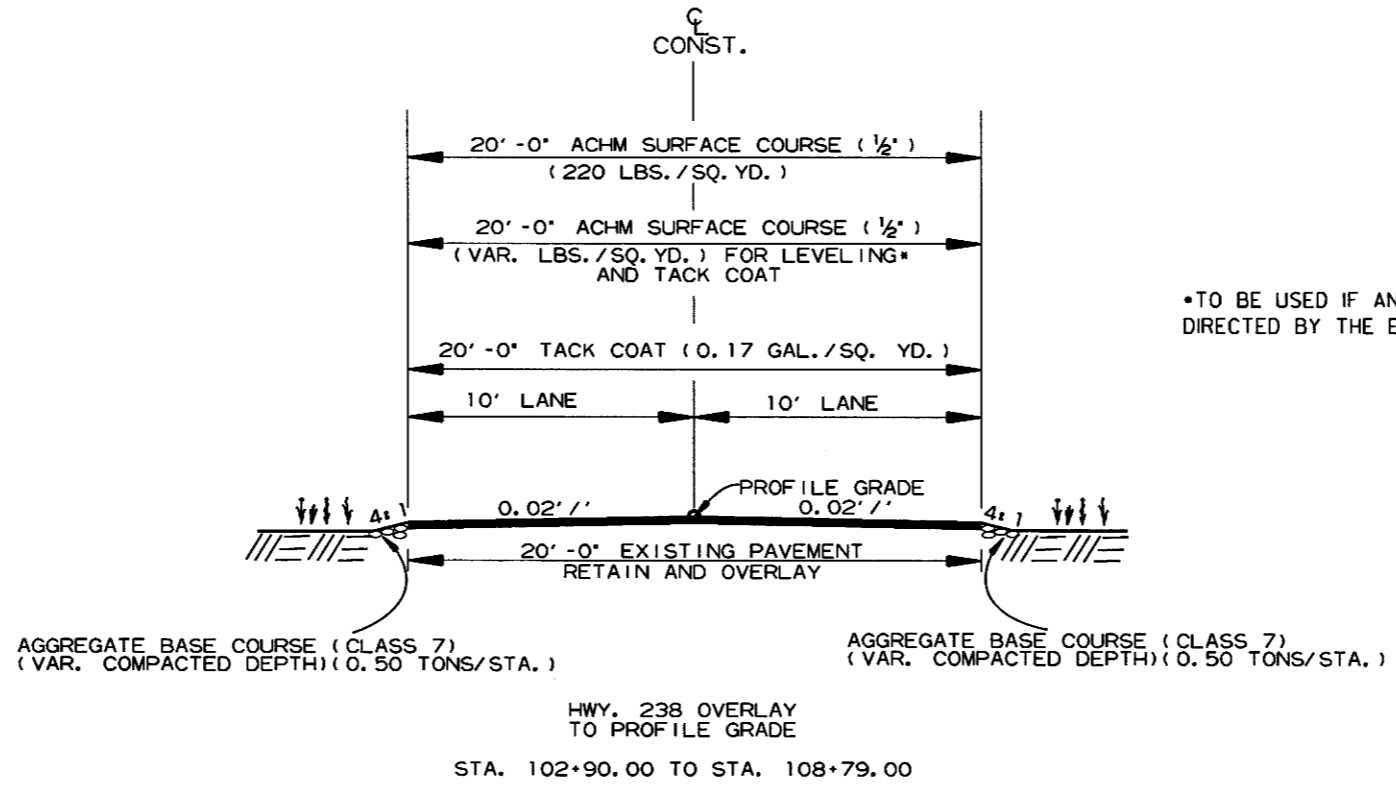 ℄
CONST.
20'-0" ACHM SURFACE COURSE (½")
(220 LBS./SQ.YD.)
20'-0" ACHM SURFACE COURSE (½")
(VAR. LBS./SQ.YD.) FOR LEVELING*
AND TACK COAT
*TO BE USED IF AN
DIRECTED BY THE E
20'-0" TACK COAT (0.17 GAL./SQ. YD.)
10' LANE 10' LANE
PROFILE GRADE
4:1 0.02'/' 0.02'/' 4:1
20'-0" EXISTING PAVEMENT
RETAIN AND OVERLAY
AGGREGATE BASE COURSE (CLASS 7)
(VAR. COMPACTED DEPTH)(0.50 TONS/STA.)
AGGREGATE BASE COURSE (CLASS 7)
(VAR. COMPACTED DEPTH)(0.50 TONS/STA.)
HWY. 238 OVERLAY
TO PROFILE GRADE
STA. 102+90.00 TO STA. 108+79.00